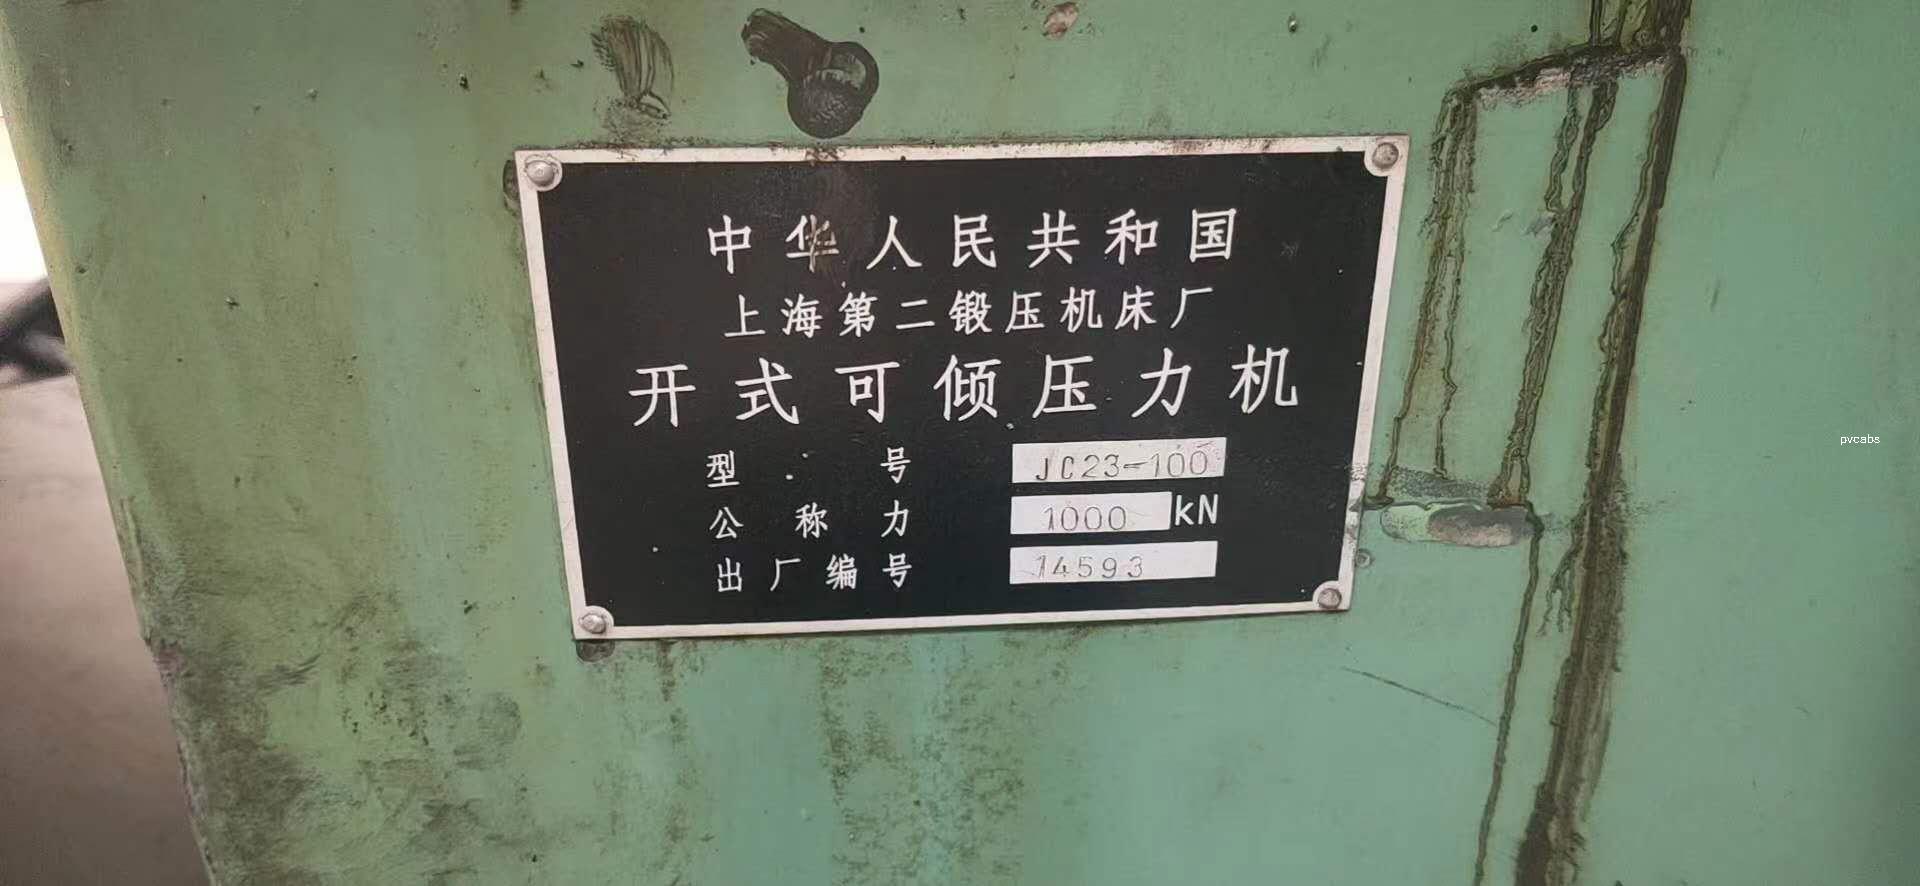 中华人民共和国
上海第二锻压机床厂
开式可倾压力机
型号 JC23-100
公称力 1000 kN
出厂编号 14593
pvcabs